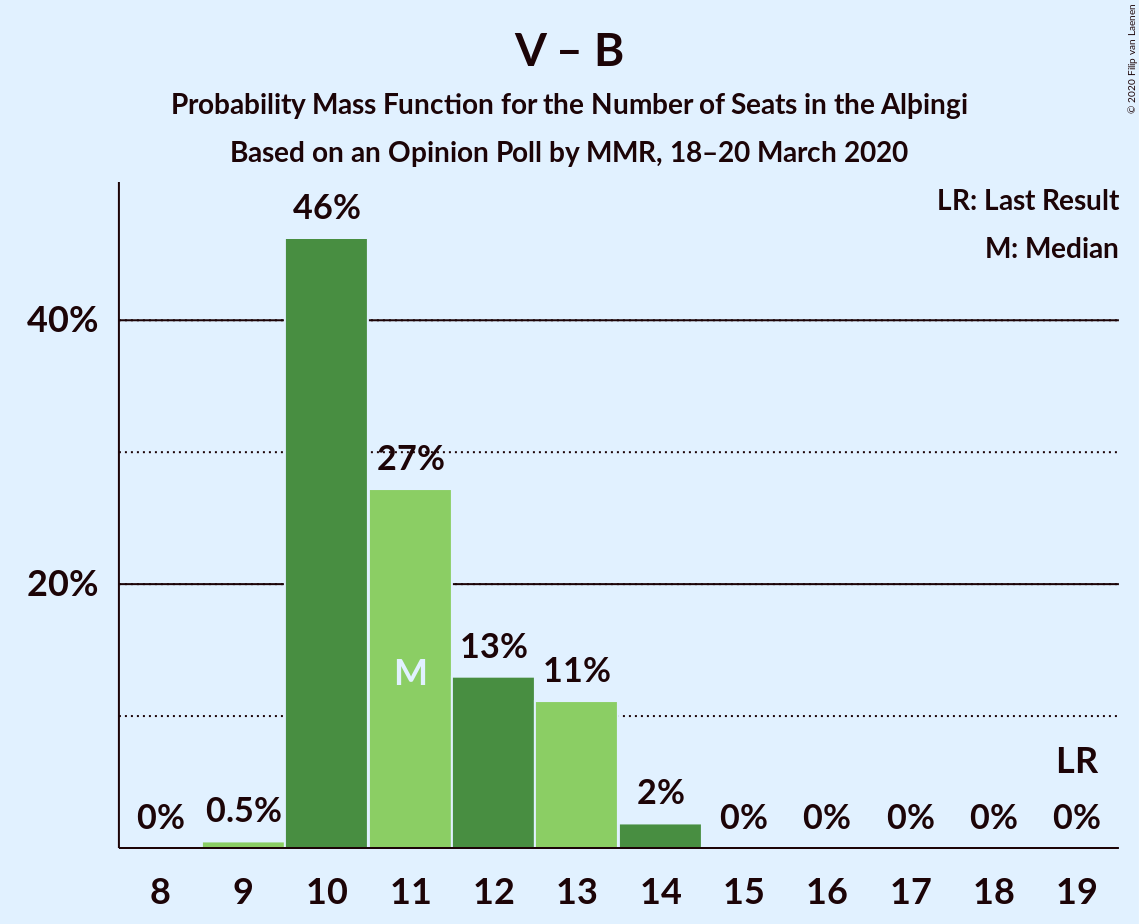 V – B
Probability Mass Function for the Number of Seats in the Alþingi
Based on an Opinion Poll by MMR, 18–20 March 2020
© 2020 Filip van Laenen
LR: Last Result
M: Median
40%
20%
0%
0.5%
46%
27%
13%
11%
2%
0%
0%
0%
0%
0%
M
LR
8 9 10 11 12 13 14 15 16 17 18 19